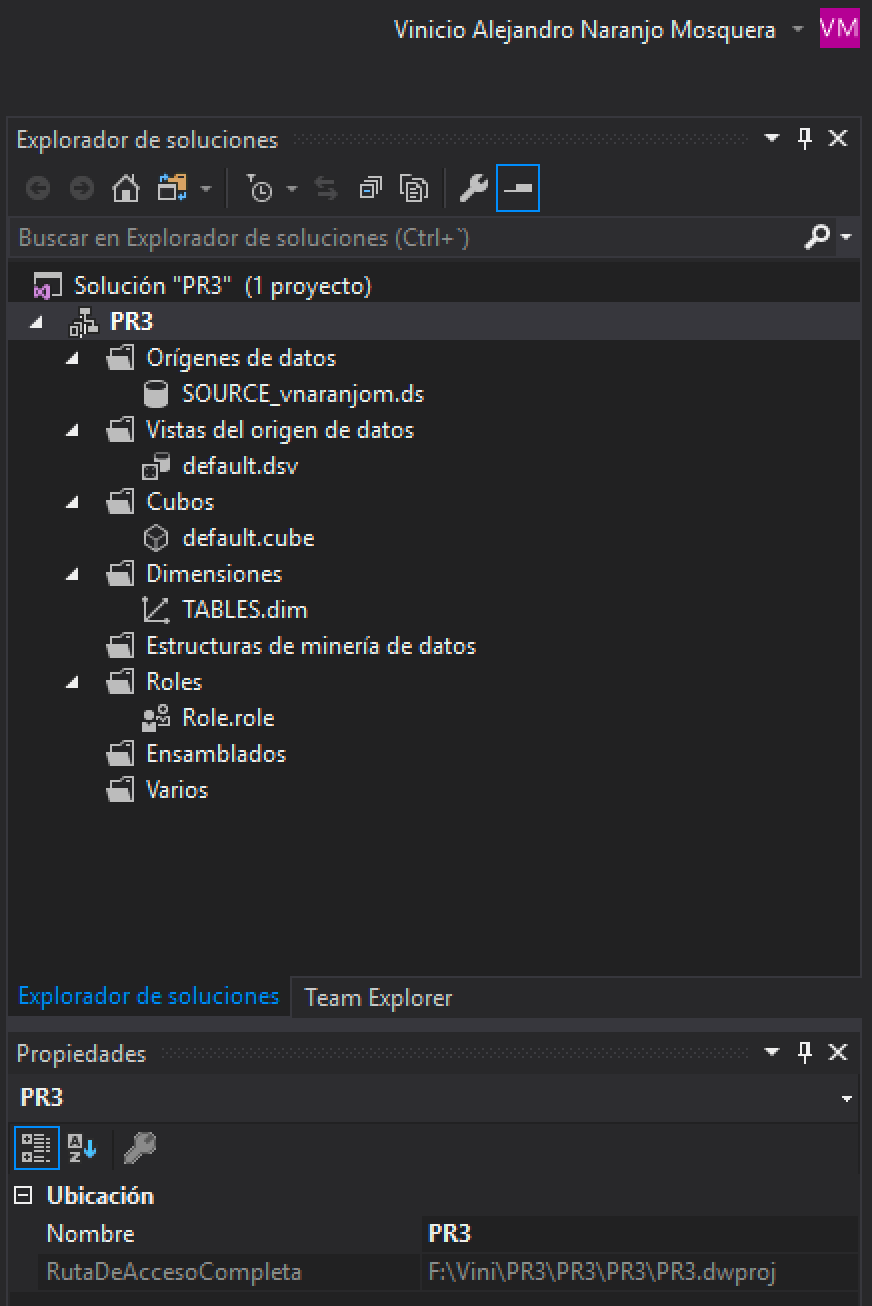 Vinicio Alejandro Naranjo Mosquera VM
Explorador de soluciones
Buscar en Explorador de soluciones (Ctrl+`)
Solución "PR3" (1 proyecto)
PR3
Orígenes de datos
SOURCE_vnaranjom.ds
Vistas del origen de datos
default.dsv
Cubos
default.cube
Dimensiones
TABLES.dim
Estructuras de minería de datos
Roles
Role.role
Ensamblados
Varios
Explorador de soluciones Team Explorer
Propiedades
PR3
Ubicación
Nombre PR3
RutaDeAccesoCompleta F:\Vini\PR3\PR3\PR3\PR3.dwproj